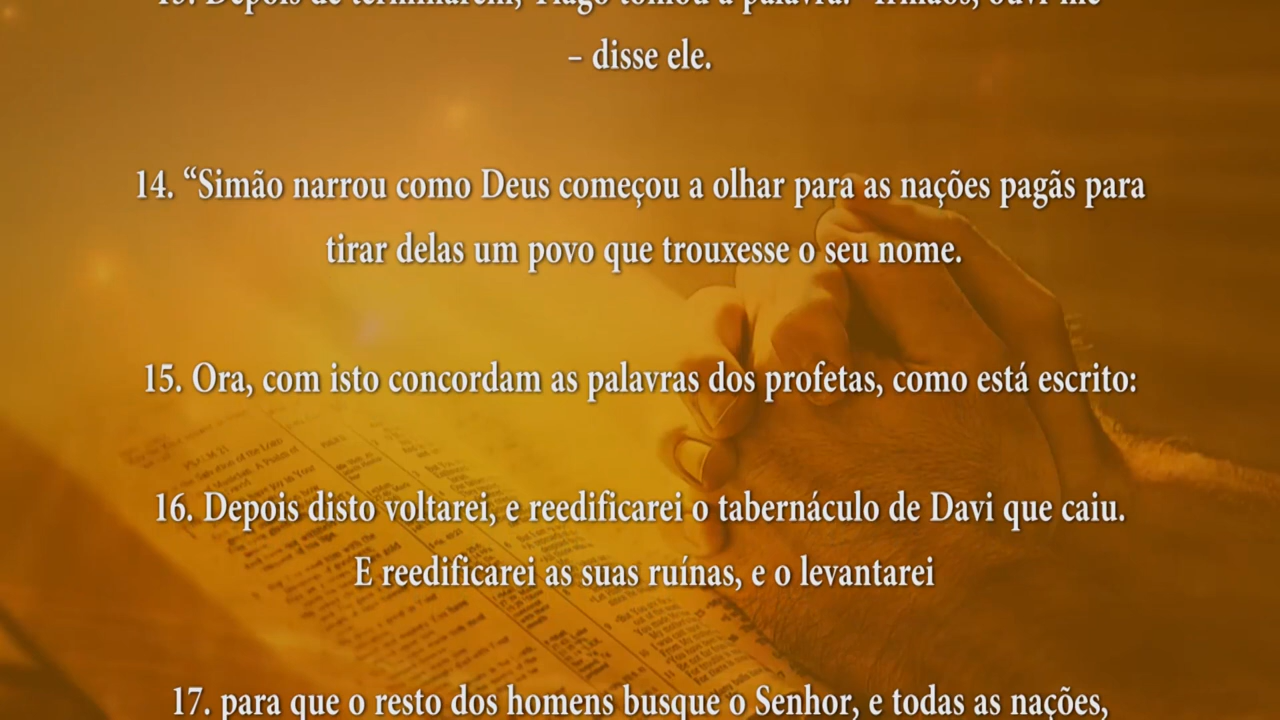 13. Depois de terminarem, Tiago tomou a palavra: “Irmãos, ouvi-me
– disse ele.
14. “Simão narrou como Deus começou a olhar para as nações pagãs para
tirar delas um povo que trouxesse o seu nome.
15. Ora, com isto concordam as palavras dos profetas, como está escrito:
16. Depois disto voltarei, e reedificarei o tabernáculo de Davi que caiu.
E reedificarei as suas ruínas, e o levantarei
17. para que o resto dos homens busque o Senhor, e todas as nações,